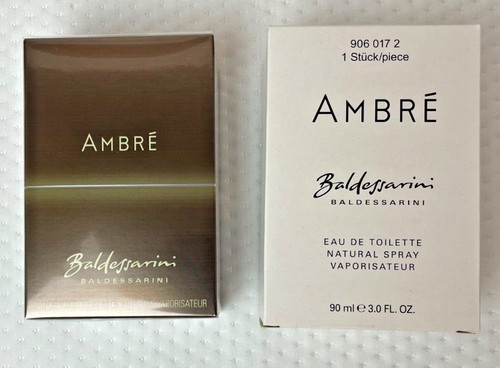 AMBRÉ
Baldessarini
BALDESSARINI
VAPORISATEUR
906 017 2
1 Stück/piece
AMBRÉ
Baldessarini
BALDESSARINI
EAU DE TOILETTE
NATURAL SPRAY
VAPORISATEUR
90 ml e 3.0 FL. OZ.